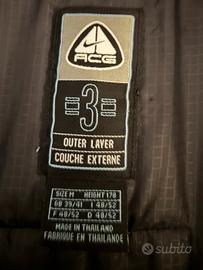 ACG
3
OUTER LAYER
COUCHE EXTERNE
SIZE M HEIGHT 178
GB 39/41 I 48/52
F 48/52 D 48/52
MADE IN THAILAND
FABRIQUE EN THAILANDE
subito